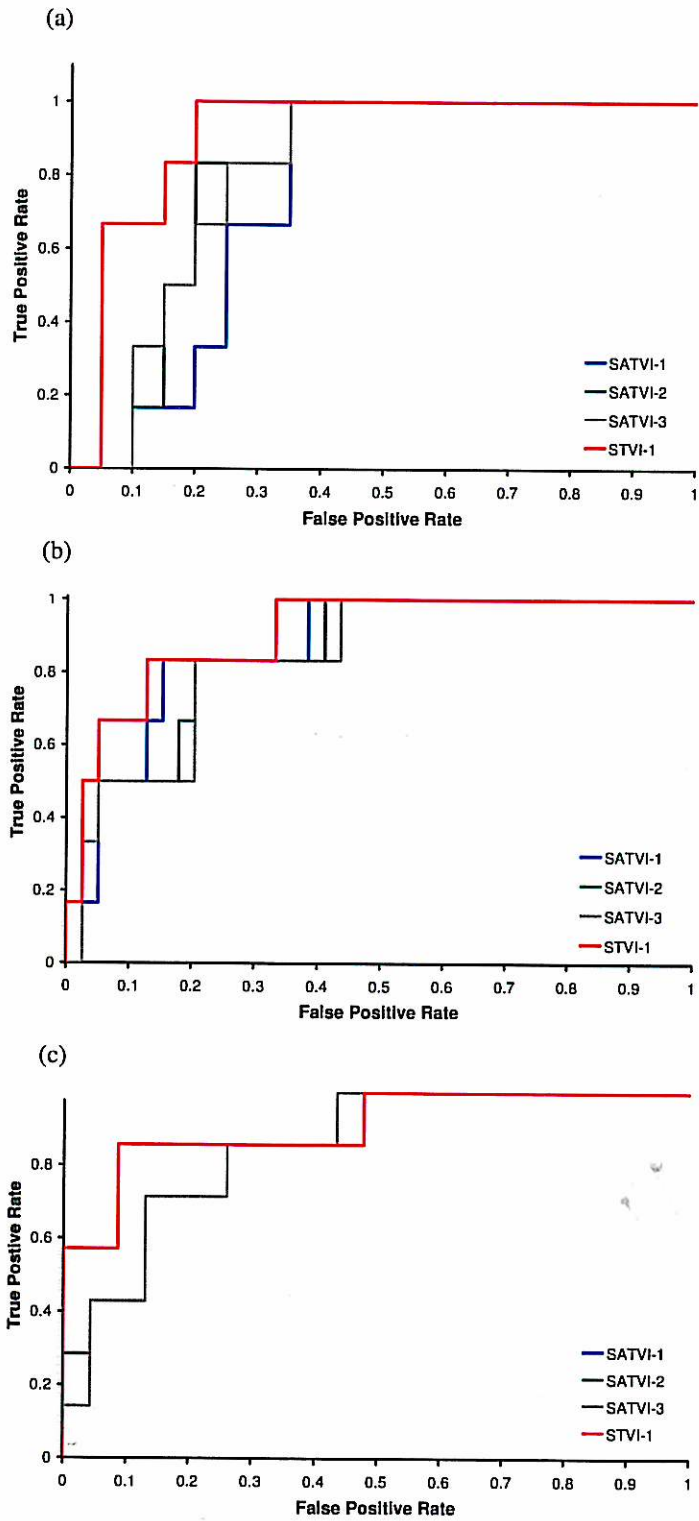 (a)
True Positive Rate
1
0.8
0.6
0.4
0.2
0
0 0.1 0.2 0.3 0.4 0.5 0.6 0.7 0.8 0.9 1
False Positive Rate
SATVI-1
SATVI-2
SATVI-3
STVI-1
(b)
True Positive Rate
1
0.8
0.6
0.4
0.2
0
0 0.1 0.2 0.3 0.4 0.5 0.6 0.7 0.8 0.9 1
False Positive Rate
SATVI-1
SATVI-2
SATVI-3
STVI-1
(c)
True Postive Rate
0.8
0.6
0.4
0.2
0
0 0.1 0.2 0.3 0.4 0.5 0.6 0.7 0.8 0.9 1
False Positive Rate
SATVI-1
SATVI-2
SATVI-3
STVI-1